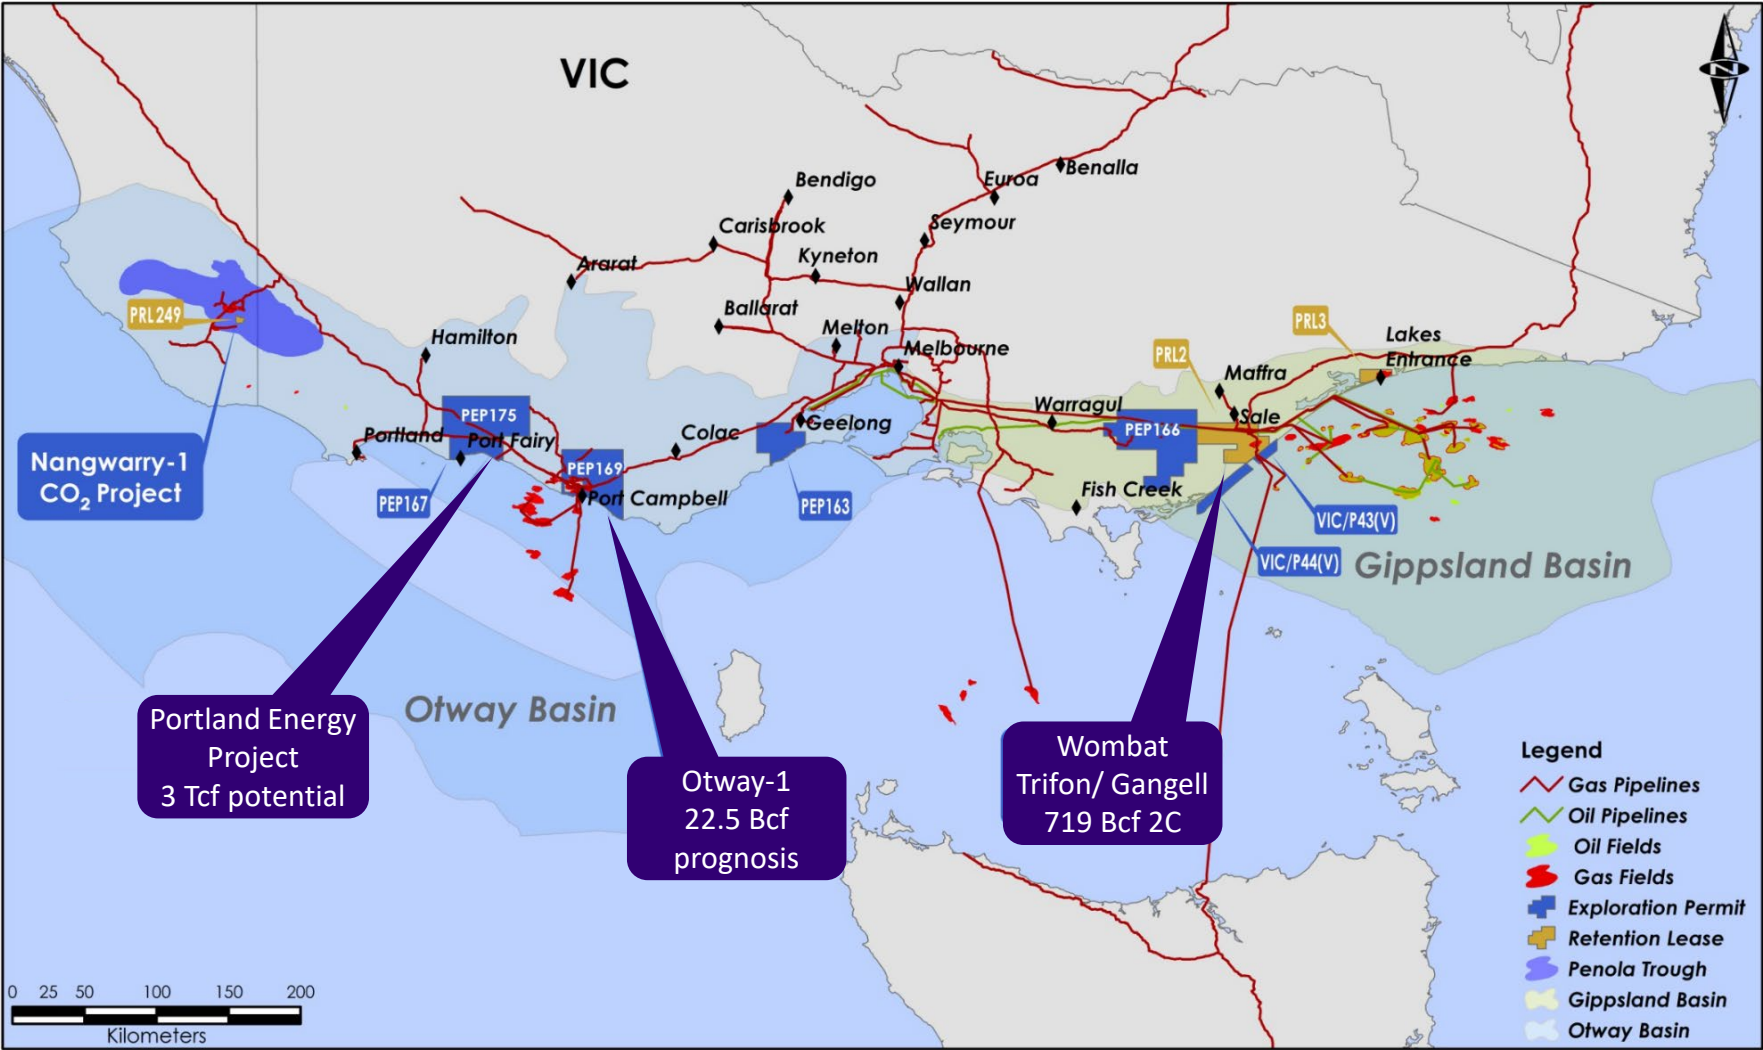 VIC
N
Benalla
Bendigo
Euroa
Carisbrook
Seymour
Kyneton
Ararat
Wallan
Ballarat
PRL 249
PRL3
Melton
Lakes
Entrance
Hamilton
Melbourne
PRL2
Maffra
PEP175
Warragul
Sale
Geelong
PEP166
Portland
Port Fairy
Colac
Nangwarry-1
CO₂ Project
PEP169
Fish Creek
Port Campbell
PEP167
PEP163
VIC/P43(V)
VIC/P44(V)
Gippsland Basin
Otway Basin
Portland Energy
Project
3 Tcf potential
Otway-1
22.5 Bcf
prognosis
Wombat
Trifon/ Gangell
719 Bcf 2C
Legend
Gas Pipelines
Oil Pipelines
Oil Fields
Gas Fields
Exploration Permit
Retention Lease
Penola Trough
Gippsland Basin
Otway Basin
0 25 50 100 150 200
Kilometers